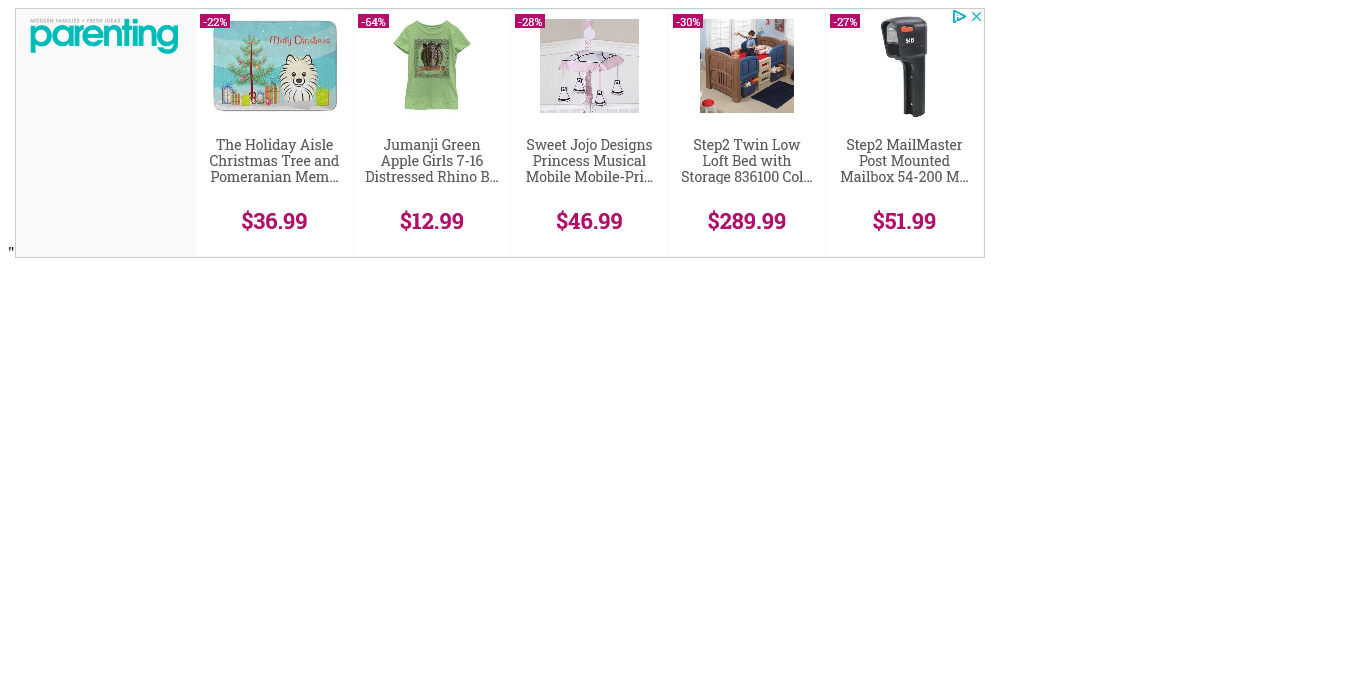 MODERN FAMILIES + FRESH IDEAS
parenting
-22%
Merry Christmas
The Holiday Aisle
Christmas Tree and
Pomeranian Mem...
$36.99
-64%
Jumanji Green
Apple Girls 7-16
Distressed Rhino B...
$12.99
-28%
Sweet Jojo Designs
Princess Musical
Mobile Mobile-Pri...
$46.99
-30%
Step2 Twin Low
Loft Bed with
Storage 836100 Col...
$289.99
-27%
Step2 MailMaster
Post Mounted
Mailbox 54-200 M...
$51.99
"